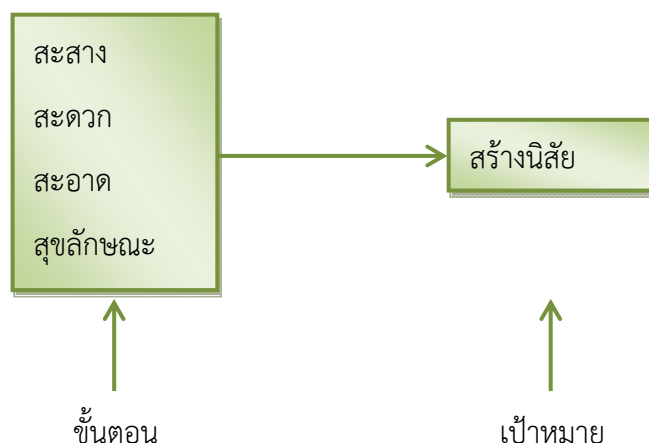 สะสาง
สะดวก
สะอาด
สุขลักษณะ
สร้างนิสัย
ขั้นตอน
เป้าหมาย